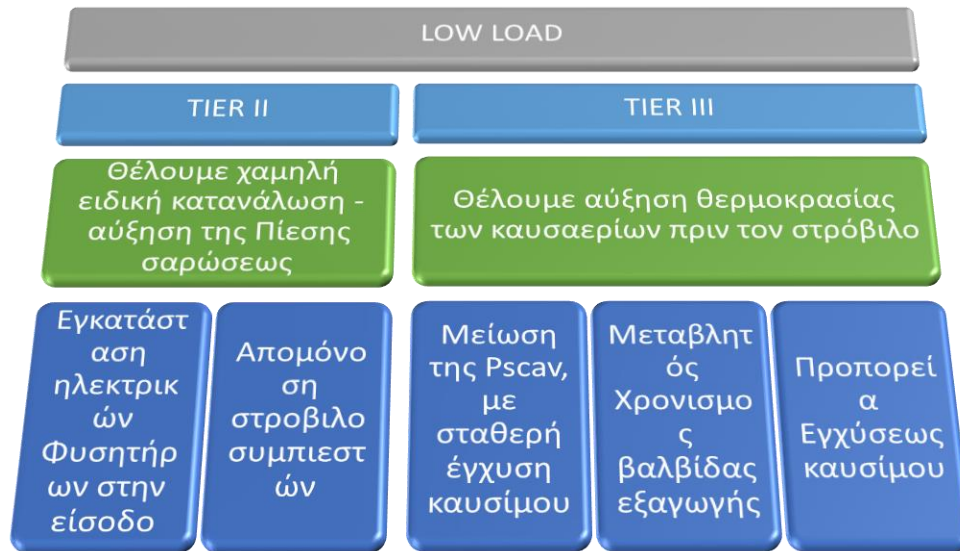 LOW LOAD
TIER II
TIER III
Θέλουμε χαμηλή
ειδική κατανάλωση -
αύξηση της Πίεσης
σαρώσεως
Θέλουμε αύξηση θερμοκρασίας
των καυσαερίων πριν τον στρόβιλο
Εγκατάστ
αση
ηλεκτρικ
ών
Φυσητήρ
ων στην
είσοδο
Απομόνο
ση
στροβιλο
συμπιεστ
ών
Μείωση
της Pscav,
με
σταθερή
έγχυση
καυσίμου
Μεταβλητ
ός
Χρονισμο
ς
βαλβίδας
εξαγωγής
Προπορεί
α
Εγχύσεως
καυσίμου